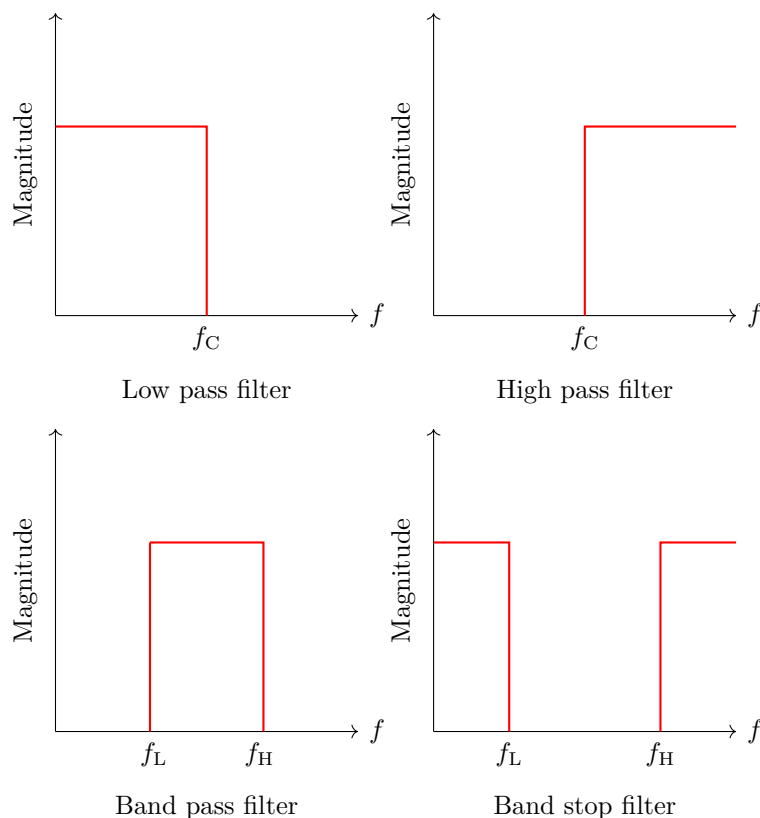 Magnitude
f
f_C
Low pass filter
Magnitude
f
f_C
High pass filter
Magnitude
f
f_L
f_H
Band pass filter
Magnitude
f
f_L
f_H
Band stop filter